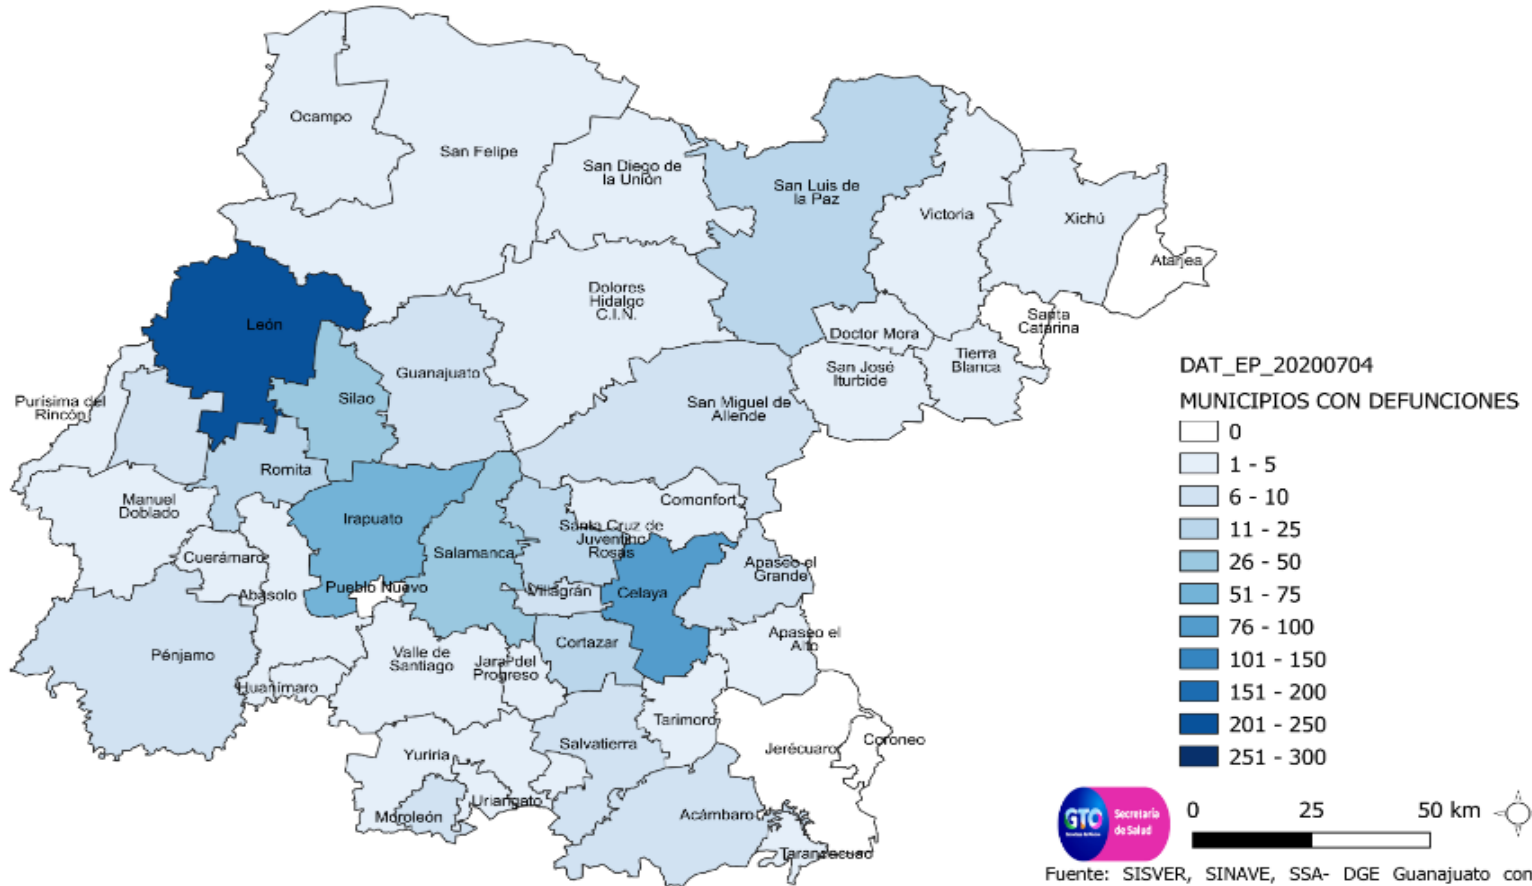 Ocampo
San Felipe
San Diego de
la Unión
San Luis de
la Paz
Victoria
Xichú
Atarjea
Dolores
Hidalgo
C.I.N.
León
Santa
Catarina
Doctor Mora
Tierra
Blanca
San José
Iturbide
Guanajuato
Silao
San Miguel de
Allende
Purísima del
Rincón
Romita
Manuel
Doblado
Comonfort
Irapuato
Santa Cruz de
Juventino
Rosas
Salamanca
Cuerámaro
Apaseo el
Grande
Abasolo
Pueblo Nuevo
Villagrán
Celaya
Apaseo el
Alto
Cortazar
Pénjamo
Valle de
Santiago
Jaral del
Progreso
Huanímaro
Tarimoro
Salvatierra
Jerécuaro
Coroneo
Yuriria
Uriangato
Moroleón
Acámbaro
Tarandacuao
DAT_EP_20200704
MUNICIPIOS CON DEFUNCIONES
0
1 - 5
6 - 10
11 - 25
26 - 50
51 - 75
76 - 100
101 - 150
151 - 200
201 - 250
251 - 300
GTO
Secretaría
de Salud
0 25 50 km
Fuente: SISVER, SINAVE, SSA- DGE Guanajuato con